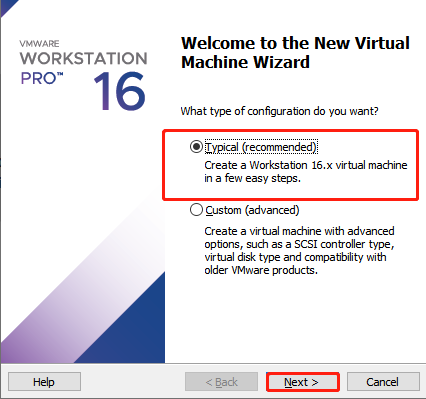 VMWARE
WORKSTATION
PRO™
16
Welcome to the New Virtual
Machine Wizard
What type of configuration do you want?
Typical (recommended)
Create a Workstation 16.x virtual machine
in a few easy steps.
Custom (advanced)
Create a virtual machine with advanced
options, such as a SCSI controller type,
virtual disk type and compatibility with
older VMware products.
Help
< Back
Next >
Cancel